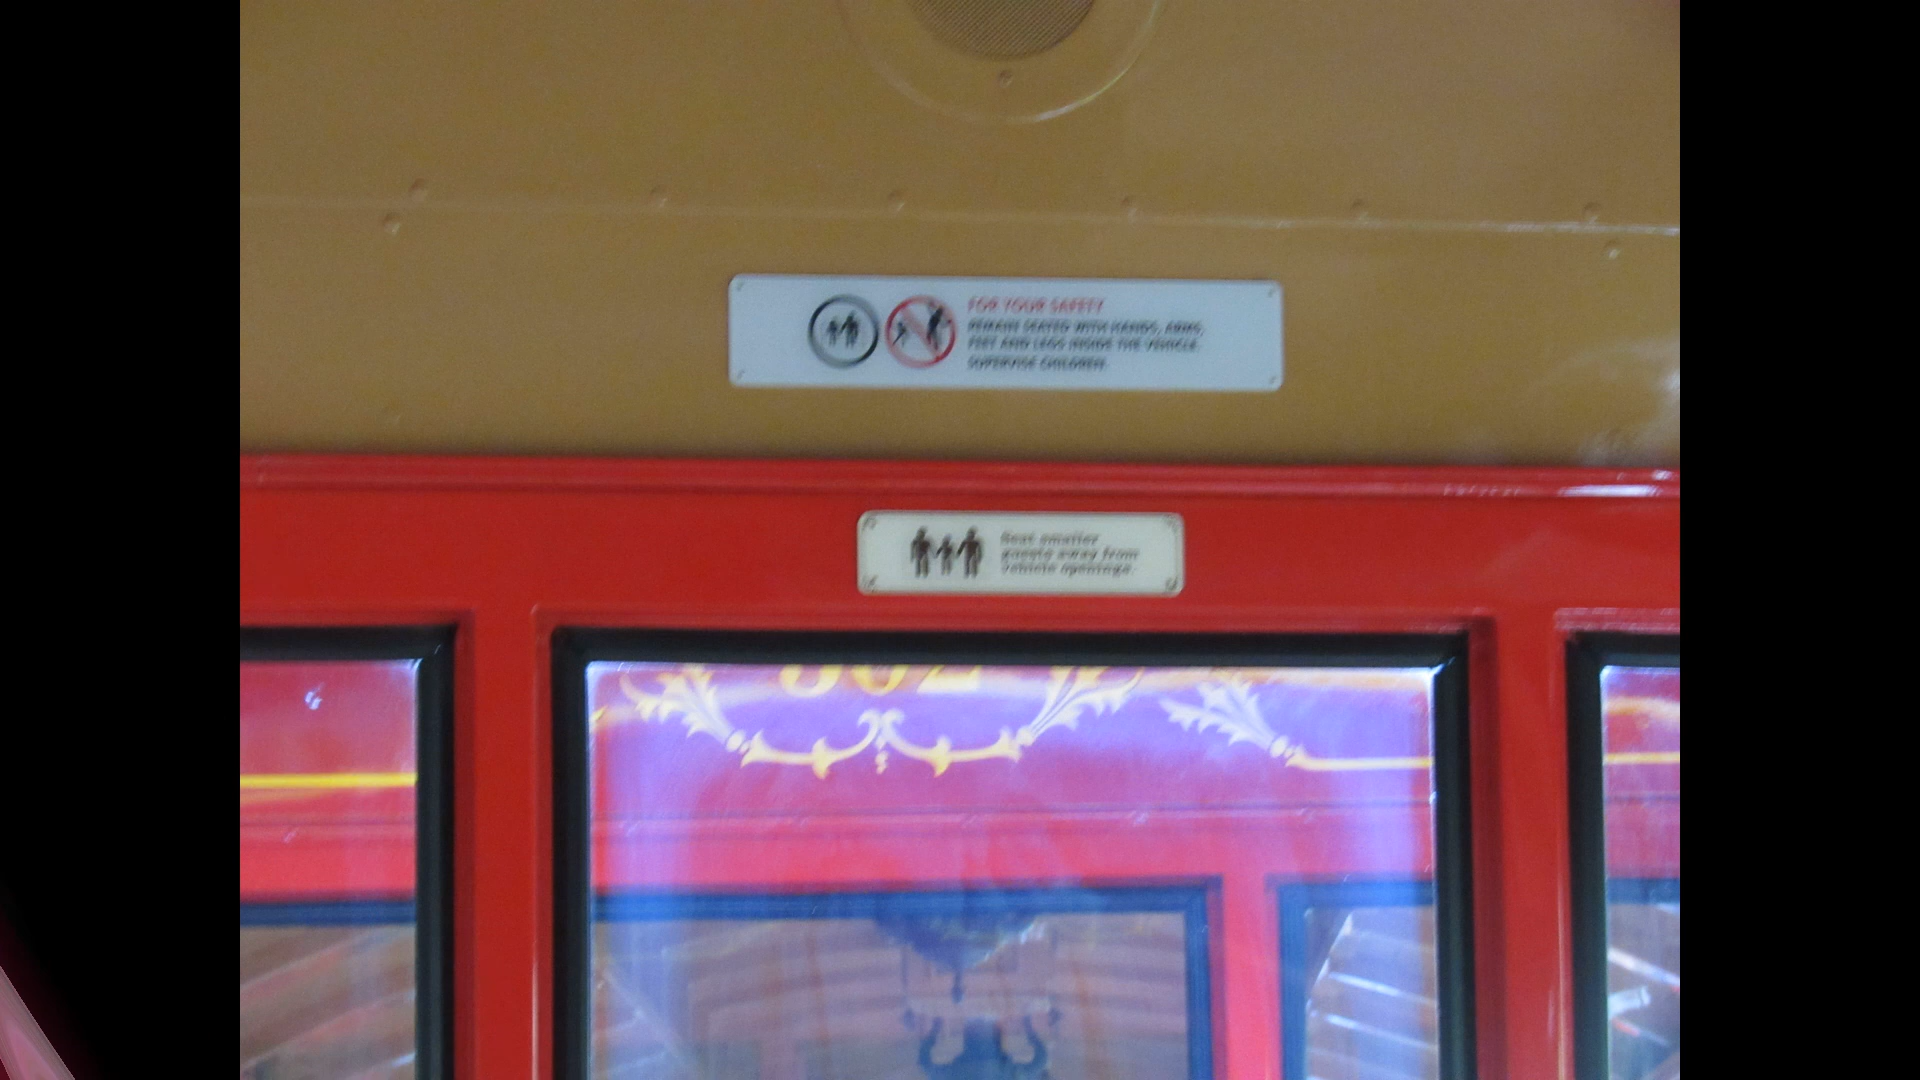 FOR YOUR SAFETY
REMAIN SEATED WITH HANDS, ARMS,
FEET AND LEGS INSIDE THE VEHICLE.
SUPERVISE CHILDREN.
Seat smaller
guests away from
vehicle openings.
302